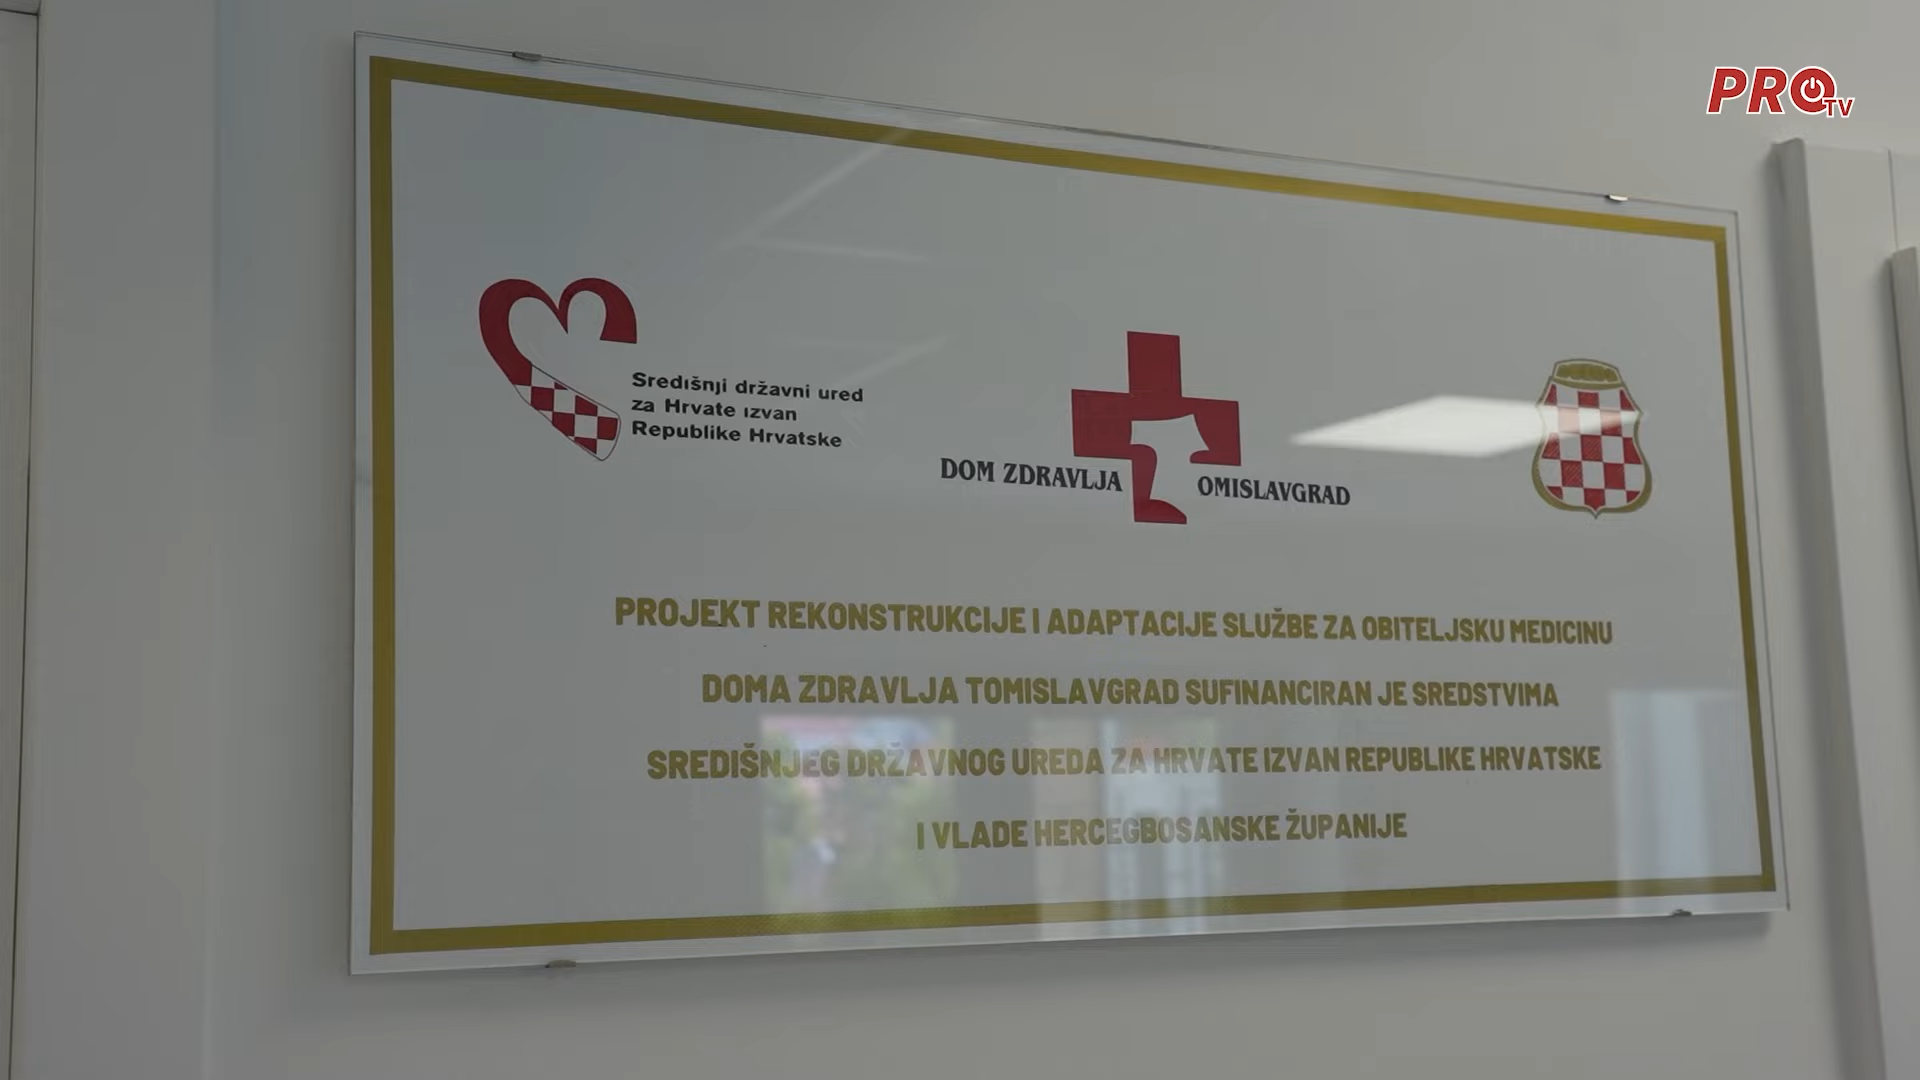 PRO TV
Središnji državni ured
za Hrvate izvan
Republike Hrvatske
DOM ZDRAVLJA OMISLAVGRAD
PROJEKT REKONSTRUKCIJE I ADAPTACIJE SLUŽBE ZA OBITELJSKU MEDICINU
DOMA ZDRAVLJA TOMISLAVGRAD SUFINANCIRAN JE SREDSTVIMA
SREDIŠNJEG DRŽAVNOG UREDA ZA HRVATE IZVAN REPUBLIKE HRVATSKE
I VLADE HERCEGBOSANSKE ŽUPANIJE